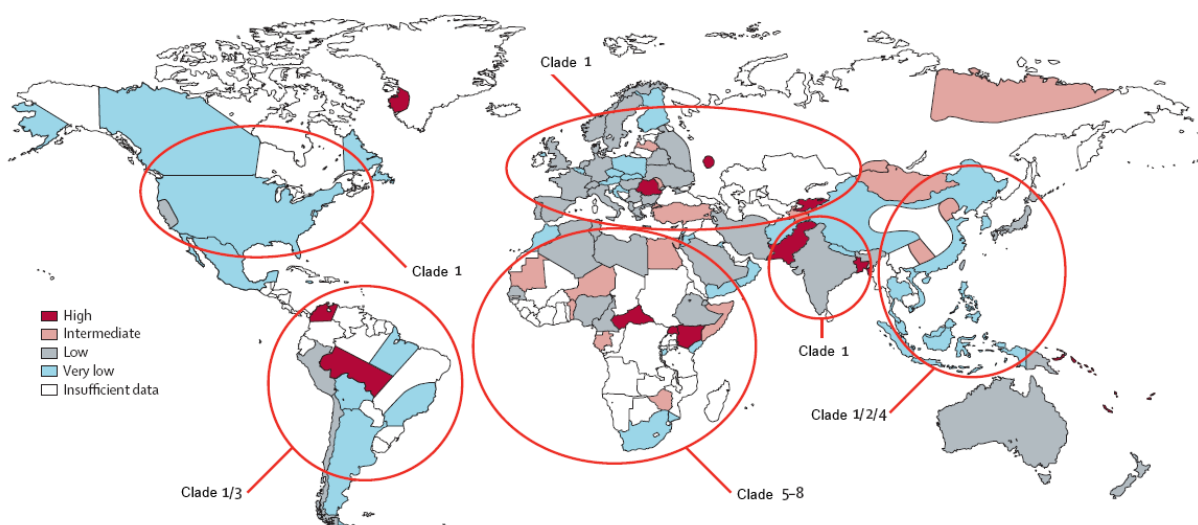 Clade 1
Clade 1
High
Intermediate
Low
Very low
Insufficient data
Clade 1
Clade 1/2/4
Clade 1/3
Clade 5–8